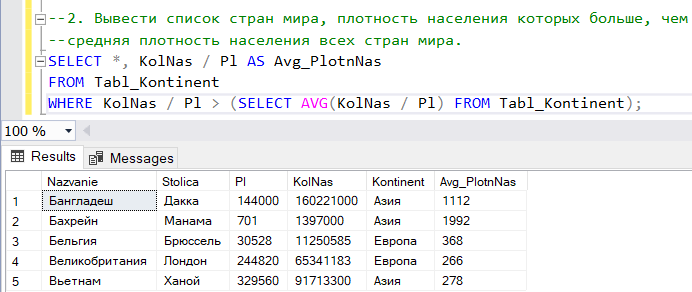 --2. Вывести список стран мира, плотность населения которых больше, чем
--средняя плотность населения всех стран мира.
SELECT *, KolNas / Pl AS Avg_PlotnNas
FROM Tabl_Kontinent
WHERE KolNas / Pl > (SELECT AVG(KolNas / Pl) FROM Tabl_Kontinent);
100 %
Results Messages
Nazvanie Stolica Pl KolNas Kontinent Avg_PlotnNas
1 Бангладеш Дакка 144000 160221000 Азия 1112
2 Бахрейн Манама 701 1397000 Азия 1992
3 Бельгия Брюссель 30528 11250585 Европа 368
4 Великобритания Лондон 244820 65341183 Европа 266
5 Вьетнам Ханой 329560 91713300 Азия 278